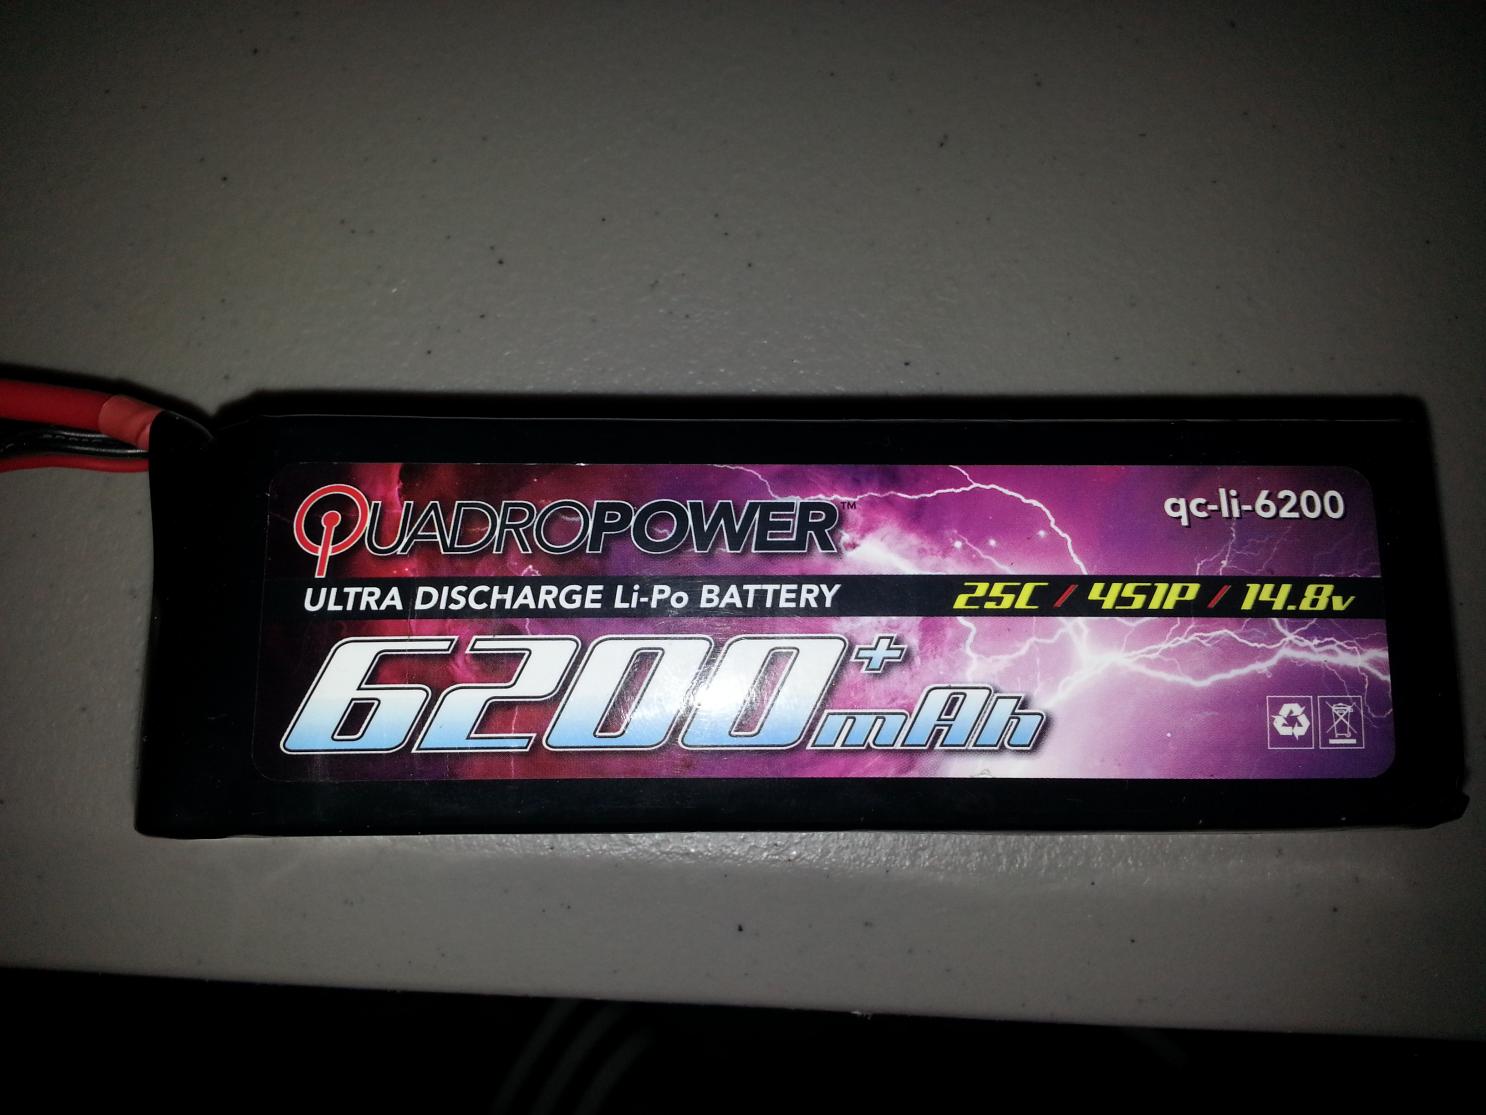 QUADROPOWER™
qc-li-6200
ULTRA DISCHARGE Li-Po BATTERY
25C / 4S1P / 14.8v
6200+mAh